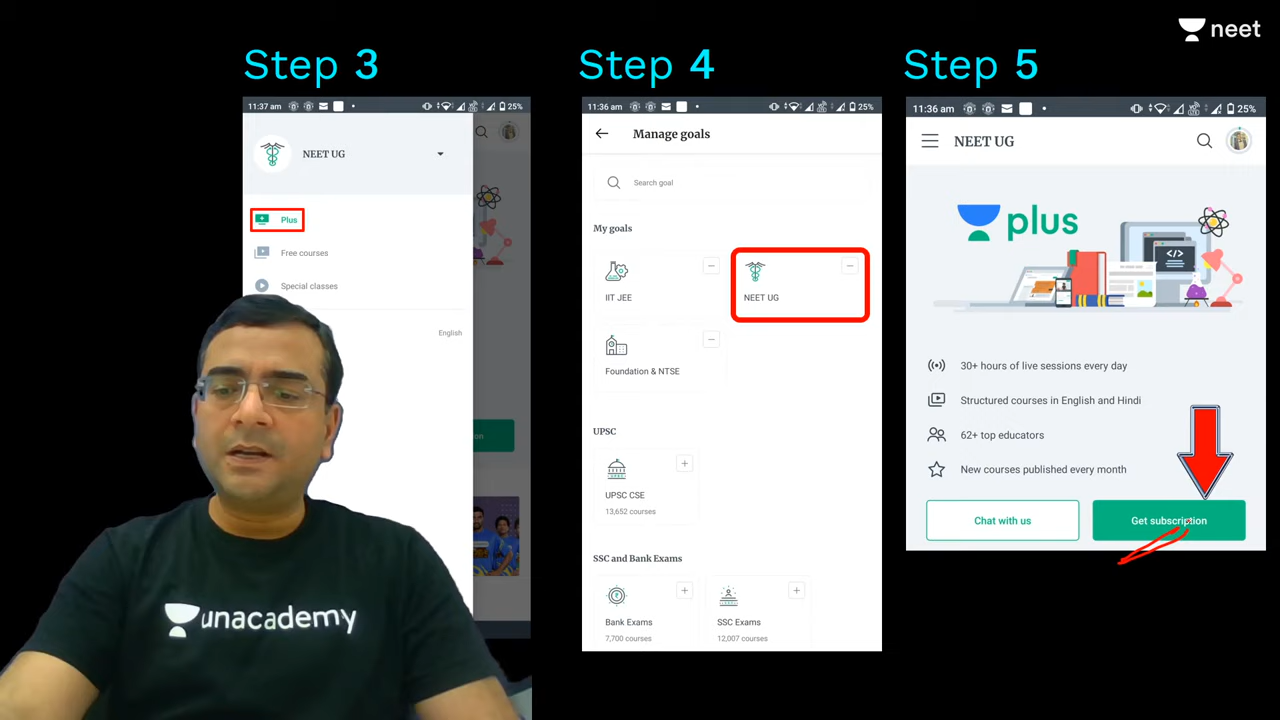 neet
Step 3
Step 4
Step 5
11:37 am
25%
NEET UG
Plus
Free courses
Special classes
English
unacademy
11:36 am
25%
Manage goals
Search goal
My goals
IIT JEE
NEET UG
Foundation & NTSE
UPSC
UPSC CSE
13,652 courses
SSC and Bank Exams
Bank Exams
7,700 courses
SSC Exams
12,007 courses
11:36 am
25%
NEET UG
plus
30+ hours of live sessions every day
Structured courses in English and Hindi
62+ top educators
New courses published every month
Chat with us
Get subscription